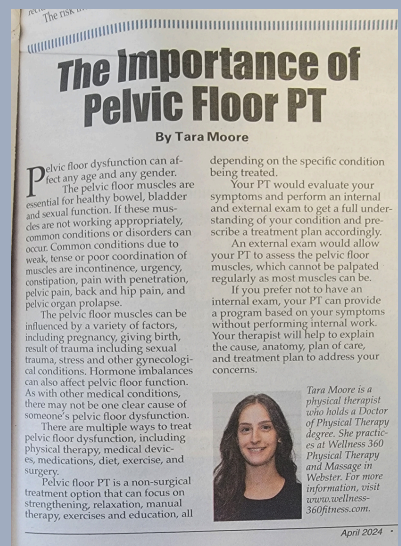 The risk
The Importance of
Pelvic Floor PT
By Tara Moore
Pelvic floor dysfunction can af-
fect any age and any gender.
The pelvic floor muscles are
essential for healthy bowel, bladder
and sexual function. If these mus-
cles are not working appropriately,
common conditions or disorders can
occur. Common conditions due to
weak, tense or poor coordination of
muscles are incontinence, urgency,
constipation, pain with penetration,
pelvic pain, back and hip pain, and
pelvic organ prolapse.
The pelvic floor muscles can be
influenced by a variety of factors,
including pregnancy, giving birth,
result of trauma including sexual
trauma, stress and other gynecologi-
cal conditions. Hormone imbalances
can also affect pelvic floor function.
As with other medical conditions,
there may not be one clear cause of
someone's pelvic floor dysfunction.
There are multiple ways to treat
pelvic floor dysfunction, including
physical therapy, medical devic-
es, medications, diet, exercise, and
surgery.
Pelvic floor PT is a non-surgical
treatment option that can focus on
strengthening, relaxation, manual
therapy, exercises and education, all
depending on the specific condition
being treated.
Your PT would evaluate your
symptoms and perform an internal
and external exam to get a full under-
standing of your condition and pre-
scribe a treatment plan accordingly.
An external exam would allow
your PT to assess the pelvic floor
muscles, which cannot be palpated
regularly as most muscles can be.
If you prefer not to have an
internal exam, your PT can provide
a program based on your symptoms
without performing internal work.
Your therapist will help to explain
the cause, anatomy, plan of care,
and treatment plan to address your
concerns.
Tara Moore is a
physical therapist
who holds a Doctor
of Physical Therapy
degree. She practic-
es at Wellness 360
Physical Therapy
and Massage in
Webster. For more
information, visit
www.wellness-
360fitness.com.
April 2024 •